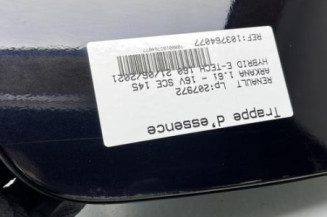 Trappe d'essence
RENAULT Lp:207972
ARKANA 1.6i - 16V SCE 145
HYBRID E-TECH 160 21/06/2021
REF:103764077